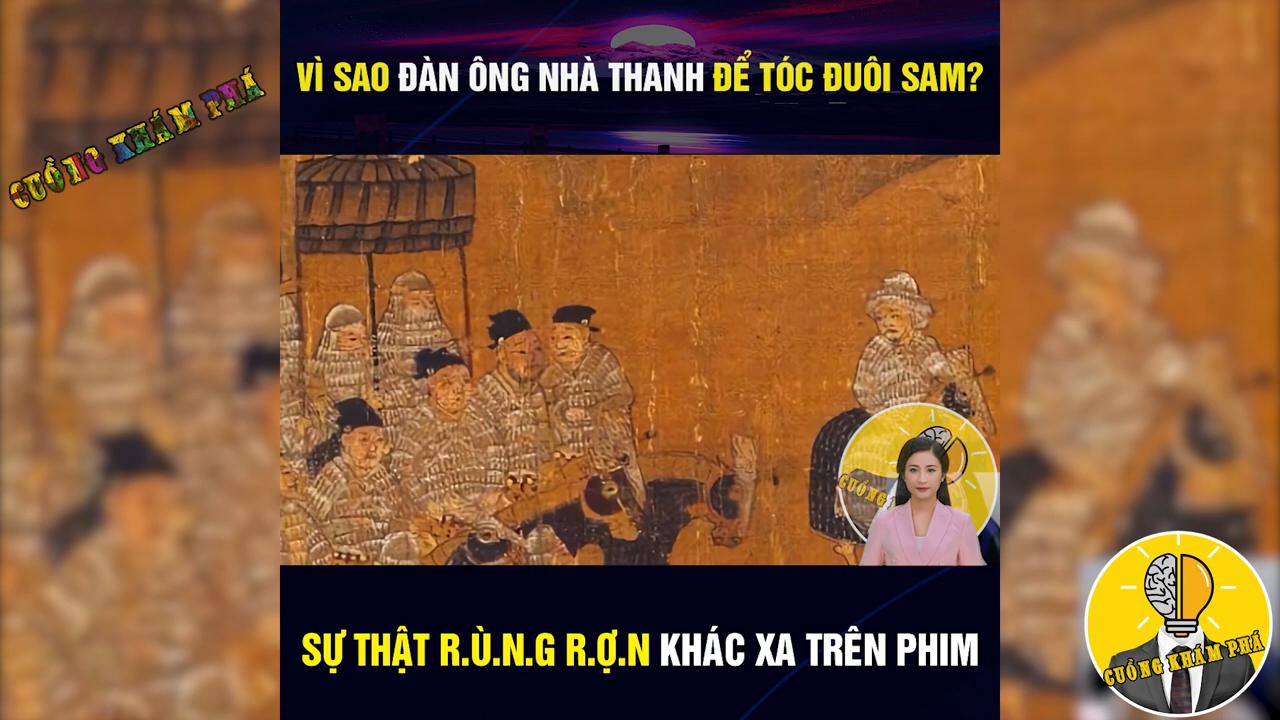 VÌ SAO ĐÀN ÔNG NHÀ THANH ĐỂ TÓC ĐUÔI SAM?
CUỒNG KHÁM PHÁ
CUỒNG
SỰ THẬT R.Ù.N.G R.Ợ.N KHÁC XA TRÊN PHIM
CUỒNG KHÁM PHÁ